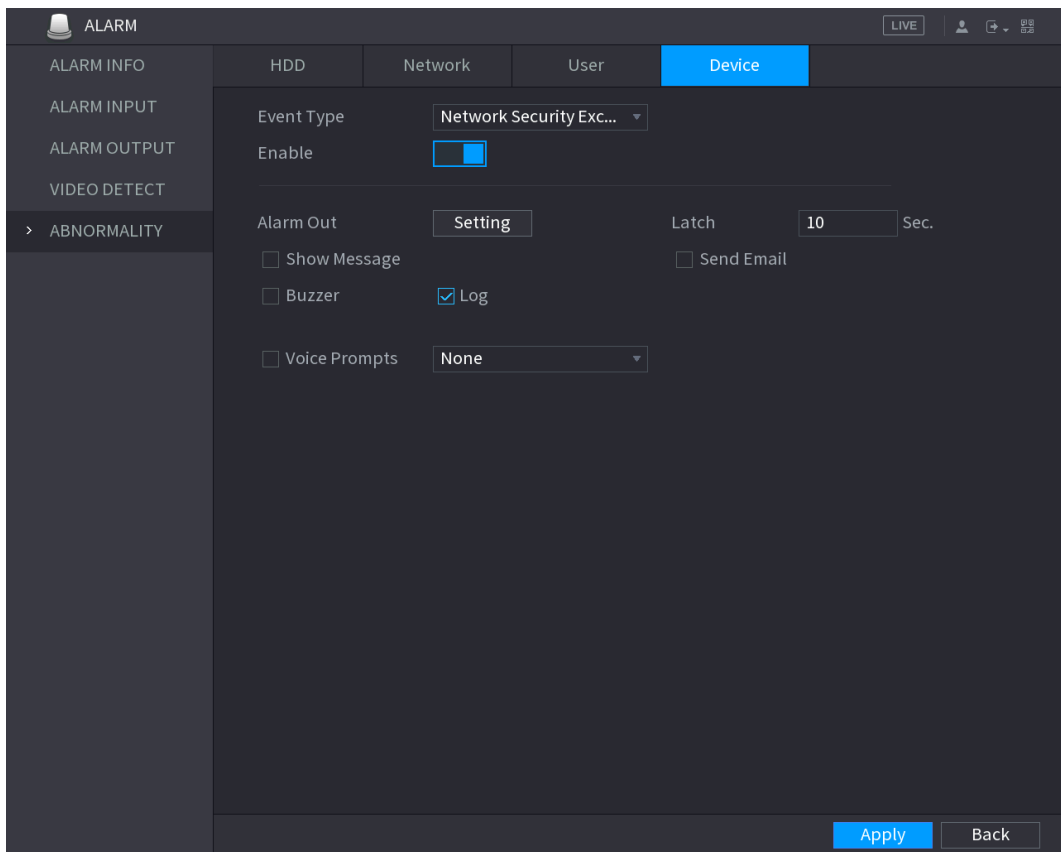 ALARM
LIVE
ALARM INFO
ALARM INPUT
ALARM OUTPUT
VIDEO DETECT
> ABNORMALITY
HDD Network User Device
Event Type Network Security Exc...
Enable
Alarm Out Setting Latch 10 Sec.
Show Message Send Email
Buzzer Log
Voice Prompts None
Apply Back